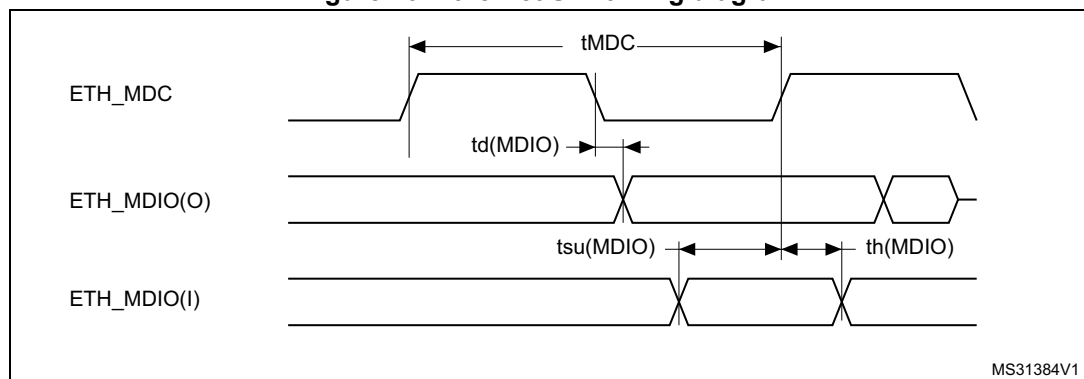 tMDC
ETH_MDC
td(MDIO)
ETH_MDIO(O)
tsu(MDIO)
th(MDIO)
ETH_MDIO(I)
MS31384V1